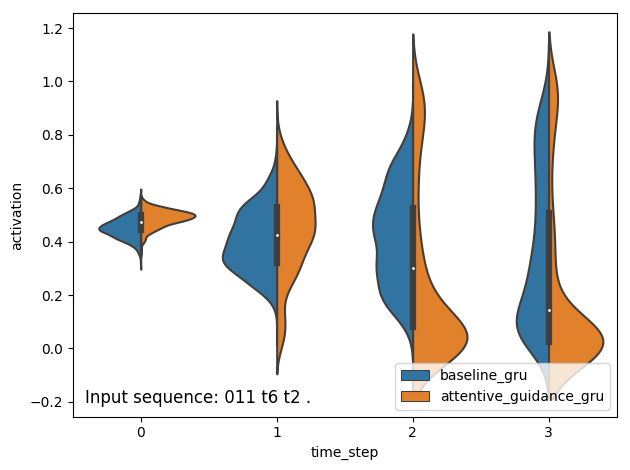 1.2
1.0
0.8
0.6
0.4
0.2
0.0
−0.2
activation
Input sequence: 011 t6 t2 .
baseline_gru
attentive_guidance_gru
0 1 2 3
time_step